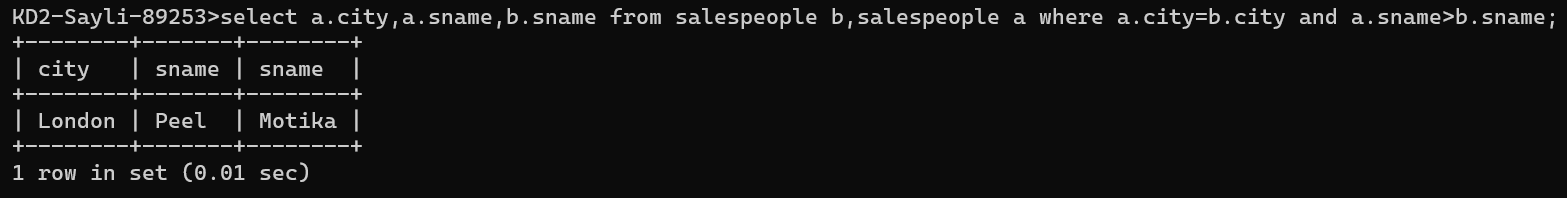 KD2-Sayli-89253>select a.city,a.sname,b.sname from salespeople b,salespeople a where a.city=b.city and a.sname>b.sname;
+--------+-------+--------+
| city   | sname | sname  |
+--------+-------+--------+
| London | Peel  | Motika |
+--------+-------+--------+
1 row in set (0.01 sec)